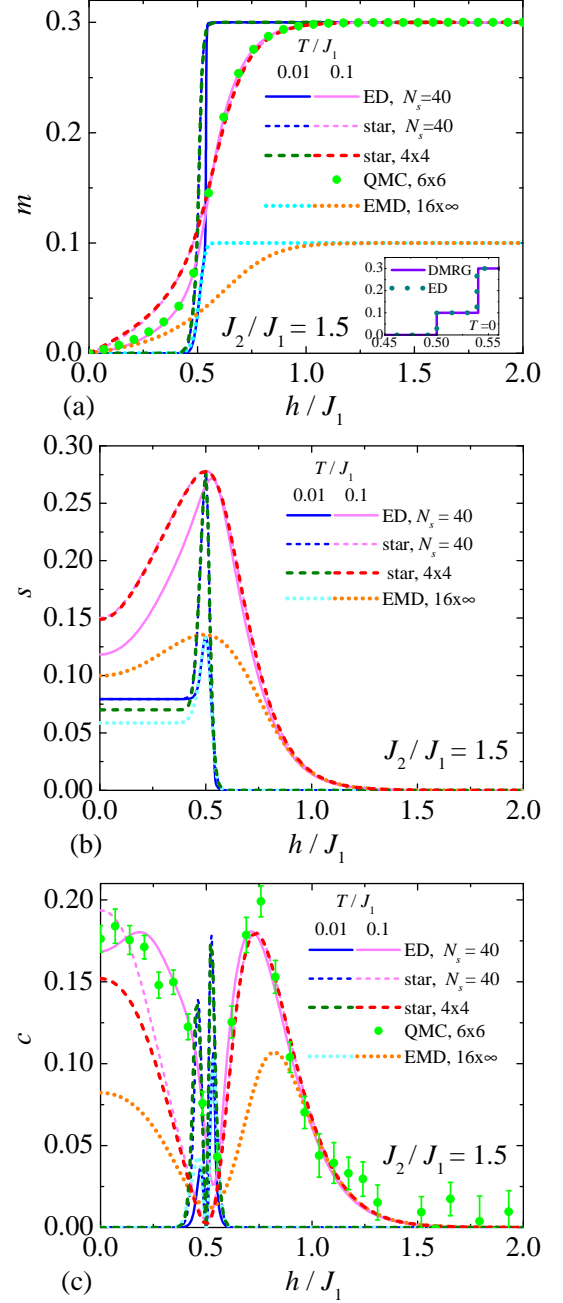 0.3
0.2
0.1
0.0
m
T / J1
0.01 0.1
ED, Ns=40
star, Ns=40
star, 4x4
QMC, 6x6
EMD, 16x∞
0.3
0.2
0.1
0.0
DMRG
ED
T=0
0.45 0.50 0.55
J2 / J1 = 1.5
0.0 0.5 1.0 1.5 2.0
(a) h / J1
0.30
0.25
0.20
0.15
0.10
0.05
0.00
s
T / J1
0.01 0.1
ED, Ns = 40
star, Ns = 40
star, 4x4
EMD, 16x∞
J2 / J1 = 1.5
0.0 0.5 1.0 1.5 2.0
(b) h / J1
0.20
0.15
0.10
0.05
0.00
c
T / J1
0.01 0.1
ED, Ns = 40
star, Ns = 40
star, 4x4
QMC, 6x6
EMD, 16x∞
J2 / J1 = 1.5
0.0 0.5 1.0 1.5 2.0
(c) h / J1